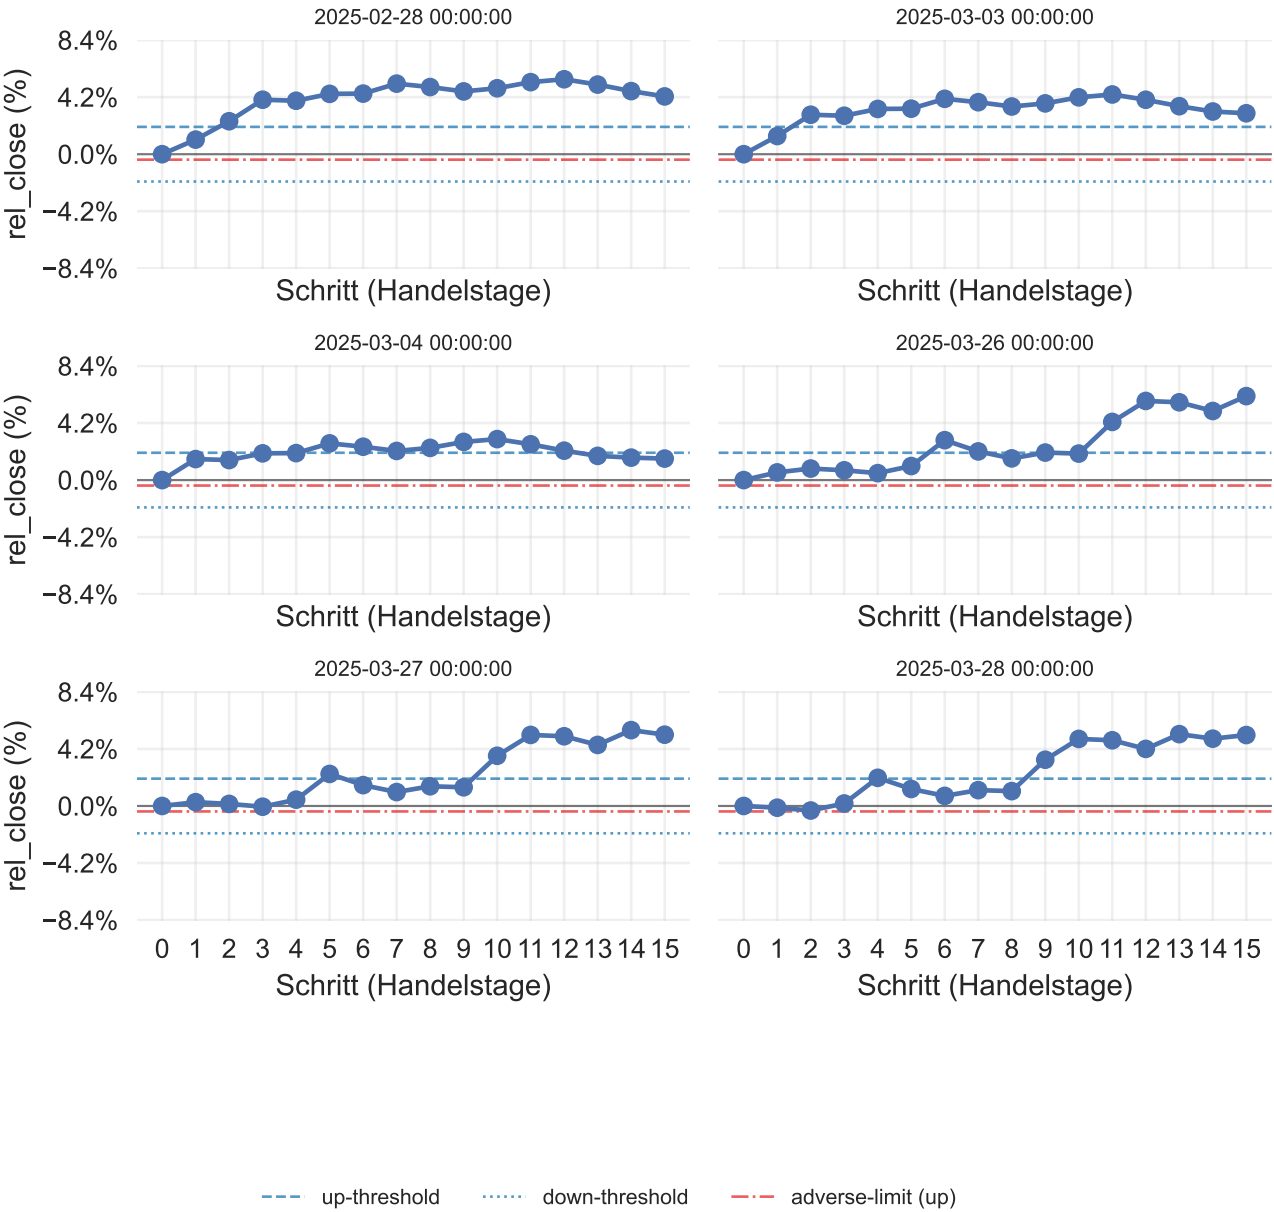 2025-02-28 00:00:00
2025-03-03 00:00:00
8.4%
4.2%
0.0%
−4.2%
−8.4%
rel_close (%)
Schritt (Handelstage)
Schritt (Handelstage)
2025-03-04 00:00:00
2025-03-26 00:00:00
8.4%
4.2%
0.0%
−4.2%
−8.4%
rel_close (%)
Schritt (Handelstage)
Schritt (Handelstage)
2025-03-27 00:00:00
2025-03-28 00:00:00
8.4%
4.2%
0.0%
−4.2%
−8.4%
rel_close (%)
0 1 2 3 4 5 6 7 8 9 10 11 12 13 14 15
0 1 2 3 4 5 6 7 8 9 10 11 12 13 14 15
Schritt (Handelstage)
Schritt (Handelstage)
up-threshold
down-threshold
adverse-limit (up)